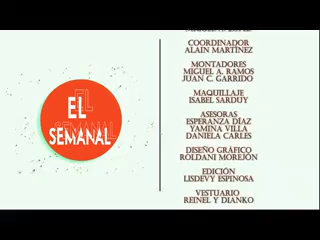 EL
SEMANAL
COORDINADOR
ALAIN MARTÍNEZ
MONTADORES
MIGUEL A. RAMOS
JUAN C. GARRIDO
MAQUILLAJE
ISABEL SARDUY
ASESORAS
ESPERANZA DÍAZ
YAMINA VILLA
DANIELA CARLES
DISEÑO GRÁFICO
ROLDANI MOREJÓN
EDICIÓN
LISDEVY ESPINOSA
VESTUARIO
REINEL Y DIANKO